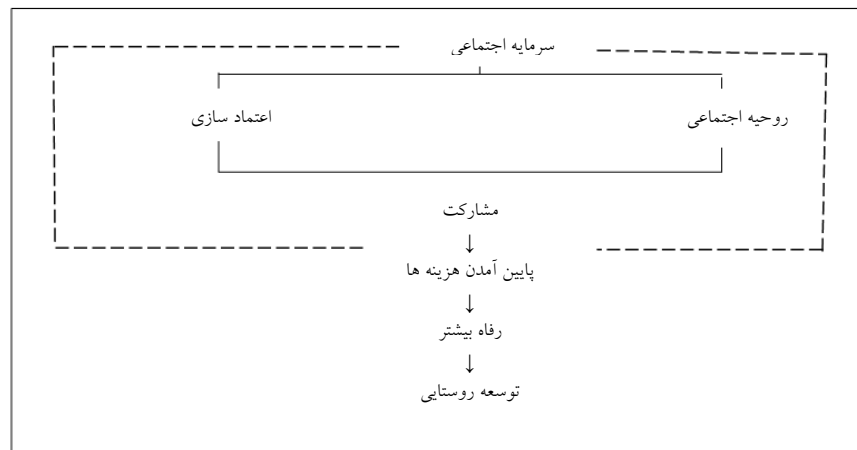 سرمایه اجتماعی
روحیه اجتماعی
اعتماد سازی
مشارکت
↓
پایین آمدن هزینه ها
↓
رفاه بیشتر
↓
توسعه روستایی